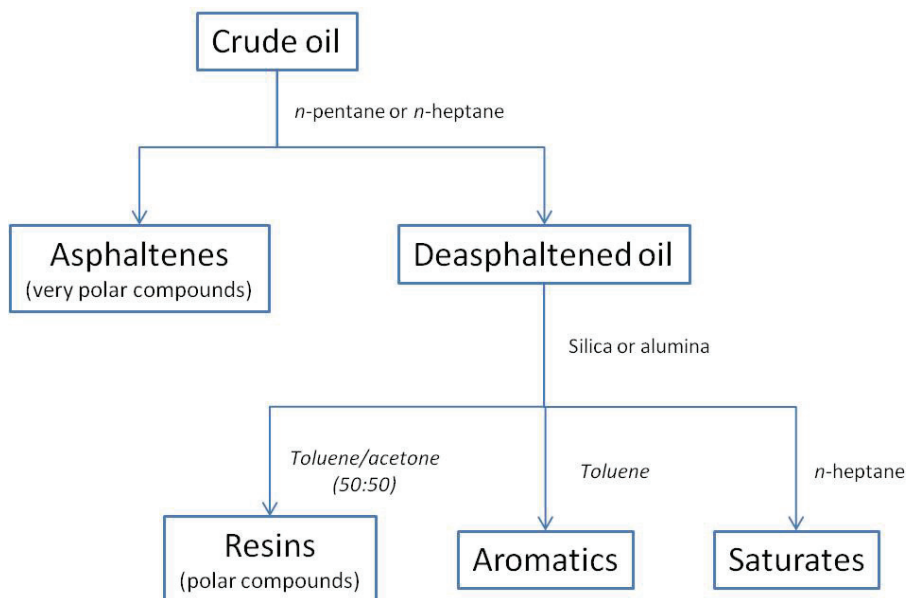 Crude oil
n-pentane or n-heptane
Asphaltenes
(very polar compounds)
Deasphaltened oil
Silica or alumina
Toluene/acetone
(50:50)
Toluene
n-heptane
Resins
(polar compounds)
Aromatics
Saturates